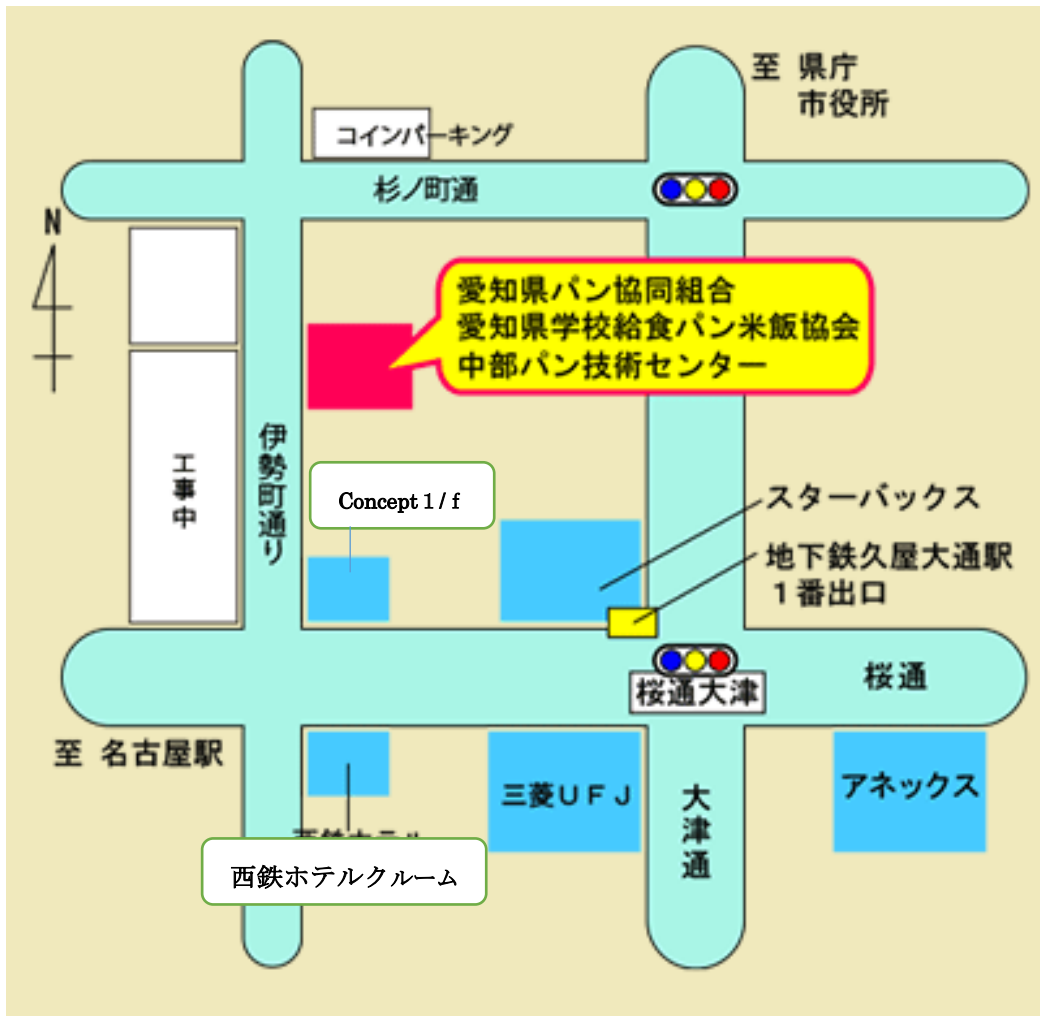 至 県庁
市役所
コインパーキング
杉ノ町通
N
愛知県パン協同組合
愛知県学校給食パン米飯協会
中部パン技術センター
伊勢町通り
工事中
Concept 1 / f
スターバックス
地下鉄久屋大通駅
１番出口
桜通大津
桜通
至 名古屋駅
三菱ＵＦＪ
大津通
アネックス
西鉄ホテルクルーム